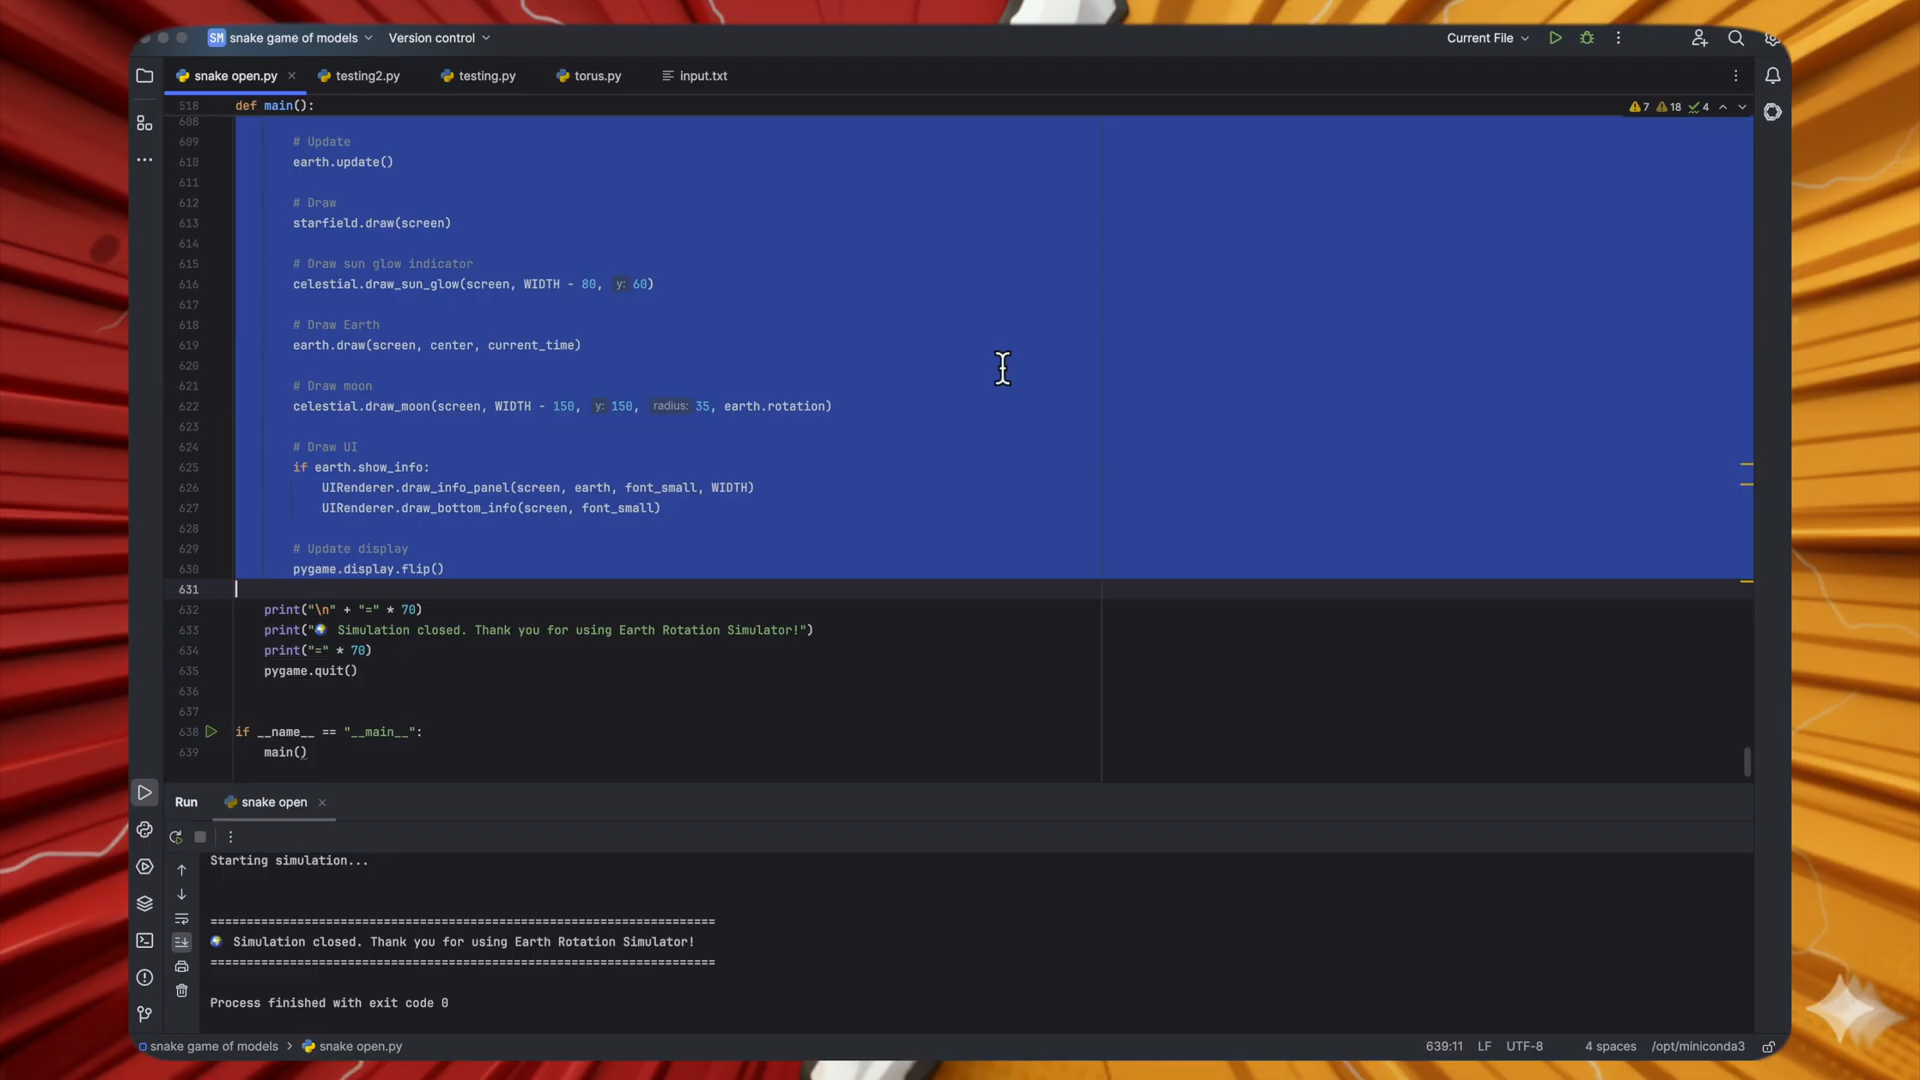 SM snake game of models Version control Current File
snake open.py testing2.py testing.py torus.py input.txt
518 def main(): 7 18 4
608
609 # Update
610 earth.update()
611
612 # Draw
613 starfield.draw(screen)
614
615 # Draw sun glow indicator
616 celestial.draw_sun_glow(screen, WIDTH - 80, y: 60)
617
618 # Draw Earth
619 earth.draw(screen, center, current_time)
620
621 # Draw moon
622 celestial.draw_moon(screen, WIDTH - 150, y: 150, radius: 35, earth.rotation)
623
624 # Draw UI
625 if earth.show_info:
626 UIRenderer.draw_info_panel(screen, earth, font_small, WIDTH)
627 UIRenderer.draw_bottom_info(screen, font_small)
628
629 # Update display
630 pygame.display.flip()
631
632 print("\n" + "=" * 70)
633 print("🌍 Simulation closed. Thank you for using Earth Rotation Simulator!")
634 print("=" * 70)
635 pygame.quit()
636
637
638 if __name__ == "__main__":
639 main()
Run snake open
Starting simulation...
======================================================================
🌍 Simulation closed. Thank you for using Earth Rotation Simulator!
======================================================================
Process finished with exit code 0
snake game of models > snake open.py 639:11 LF UTF-8 4 spaces /opt/miniconda3